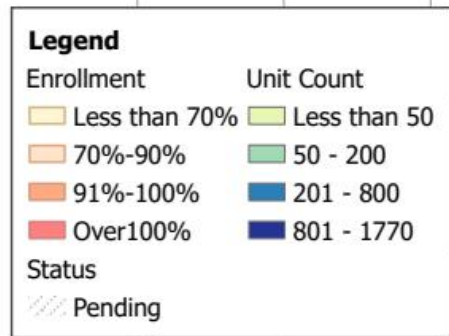 Legend
Enrollment Unit Count
Less than 70% Less than 50
70%-90% 50 - 200
91%-100% 201 - 800
Over100% 801 - 1770
Status
Pending